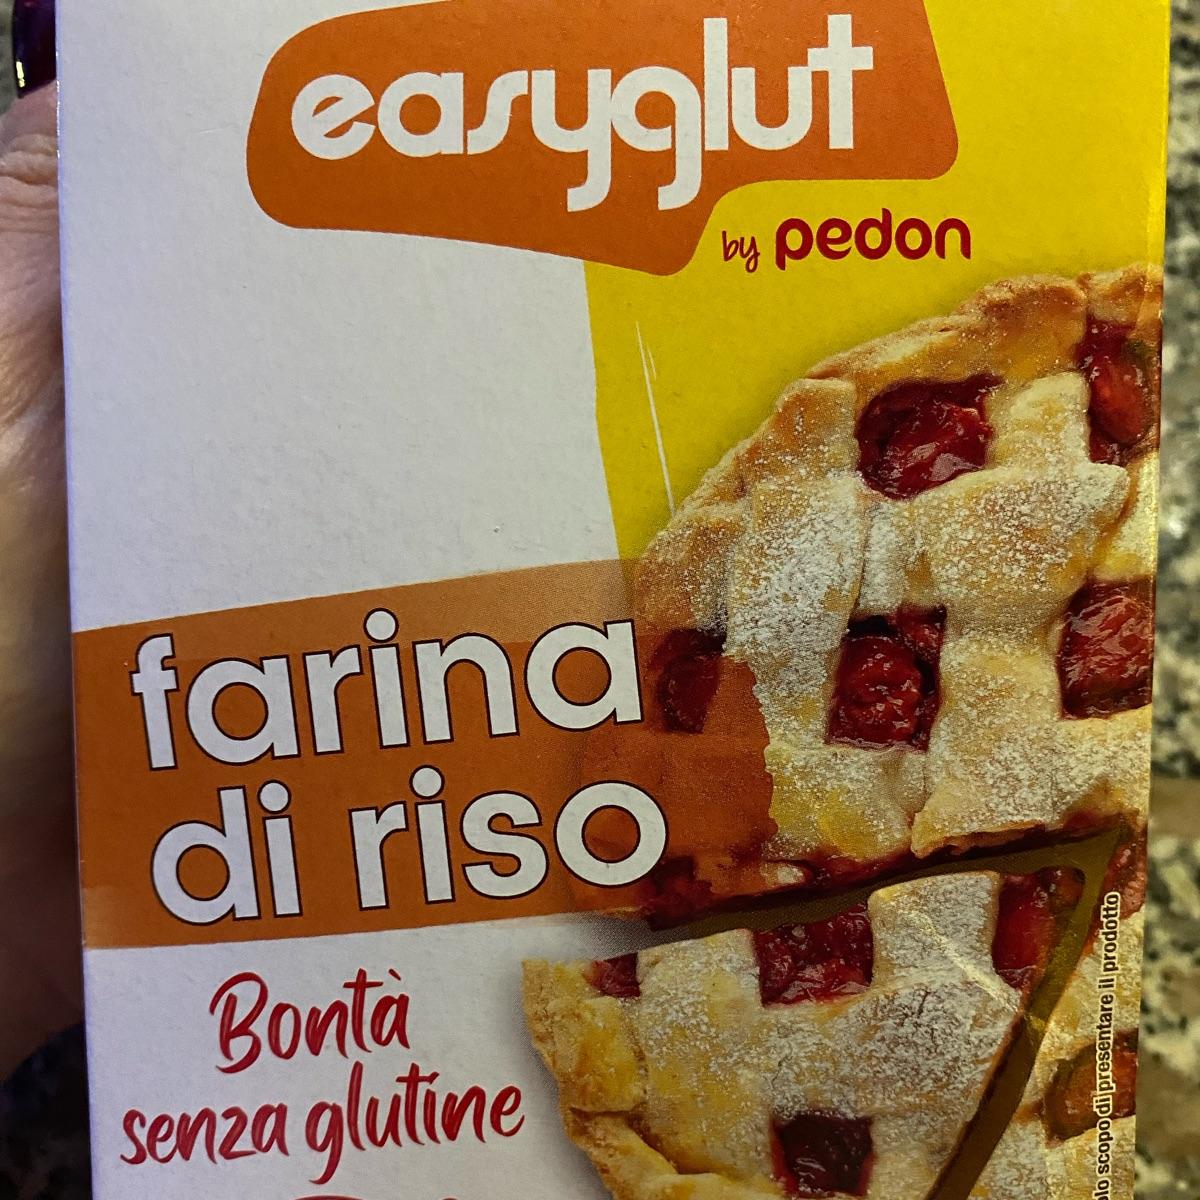 easyglut
by pedon
farina
di riso
Bontà
senza glutine
scopo di presentare il prodotto